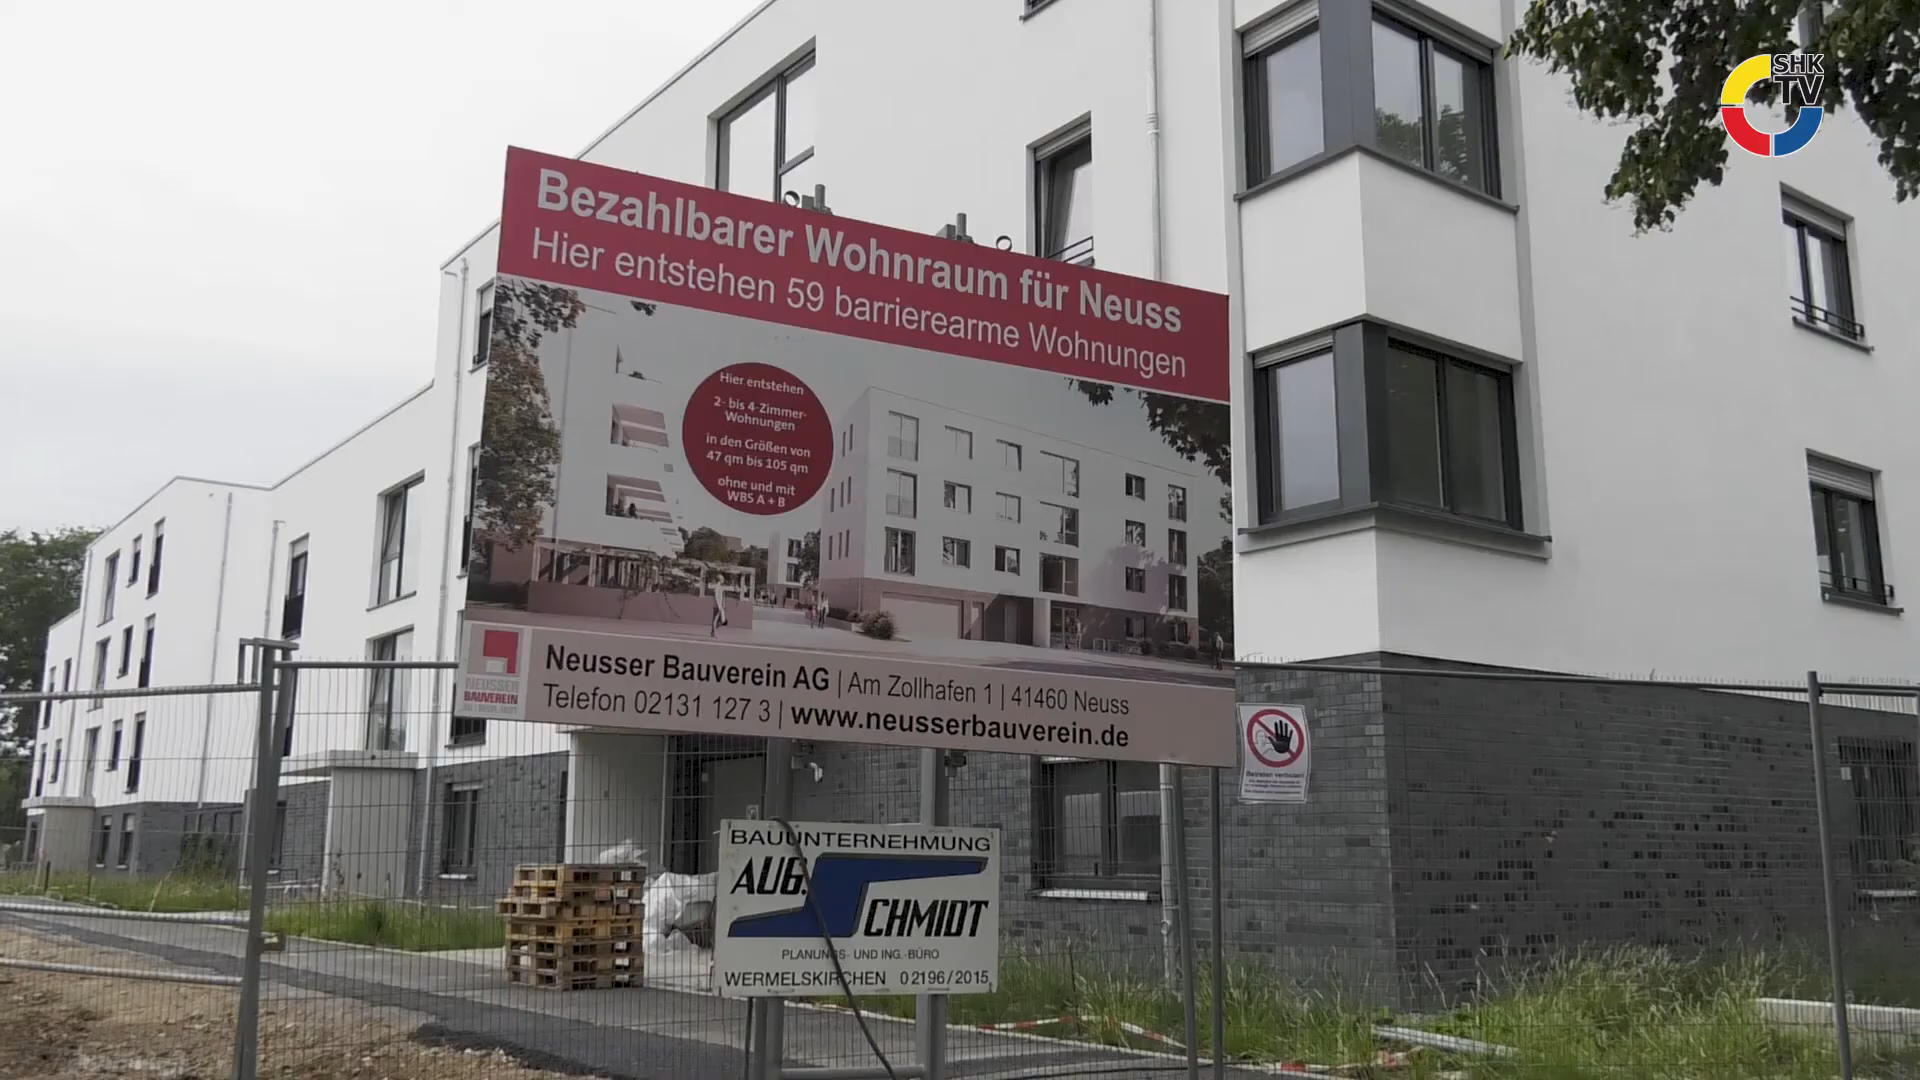 SHK
TV
Bezahlbarer Wohnraum für Neuss
Hier entstehen 59 barrierearme Wohnungen
Hier entstehen
2- bis 4-Zimmer-
Wohnungen
in den Größen von
47 qm bis 105 qm
ohne und mit
WBS A + B
NEUSSER
BAUVEREIN
Neusser Bauverein AG | Am Zollhafen 1 | 41460 Neuss
Telefon 02131 127 3 | www.neusserbauverein.de
Betreten verboten!
BAUUNTERNEHMUNG
AUG. SCHMIDT
PLANUNGS- UND ING.-BÜRO
WERMELSKIRCHEN 02196/2015